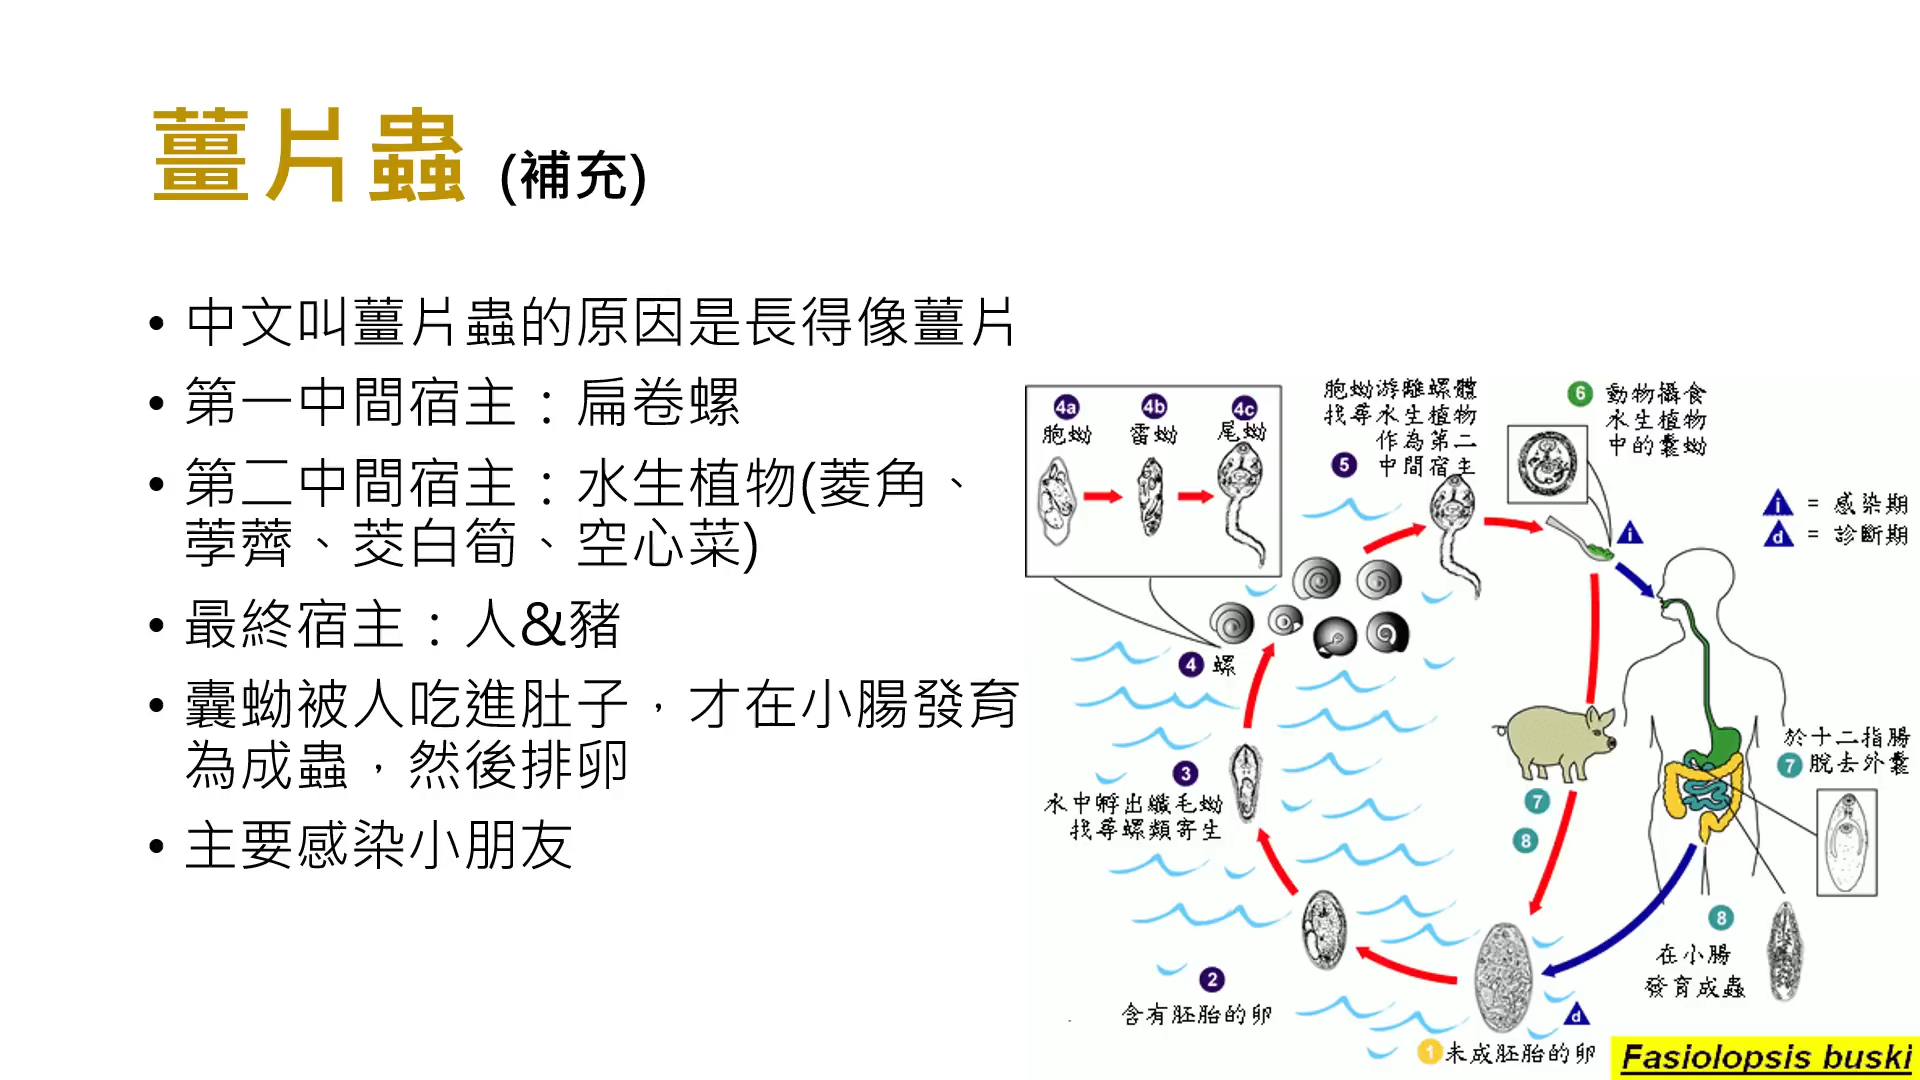 薑片蟲 (補充)
• 中文叫薑片蟲的原因是長得像薑片
• 第一中間宿主：扁卷螺
• 第二中間宿主：水生植物(菱角、
荸薺、茭白筍、空心菜)
• 最終宿主：人&豬
• 囊蚴被人吃進肚子，才在小腸發育
為成蟲，然後排卵
• 主要感染小朋友
4a 4b 4c
胞蚴 雷蚴 尾蚴
胞蚴游離螺體
找尋水生植物
作為第二
5 中間宿主
6 動物攝食
水生植物
中的囊蚴
i = 感染期
d = 診斷期
i
4 螺
3
水中孵出纖毛蚴
找尋螺類寄生
7
8
於十二指腸
7 脫去外囊
8
在小腸
發育成蟲
2
含有胚胎的卵
d
1 未成胚胎的卵
Fasiolopsis buski